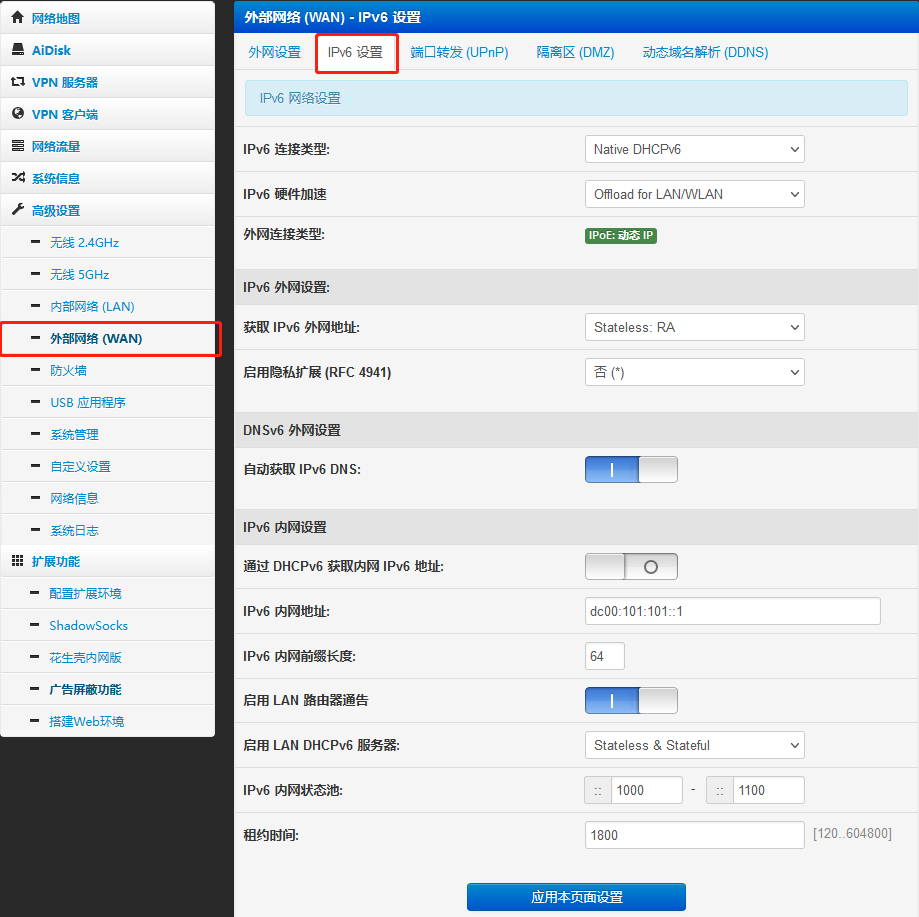 网络地图
AiDisk
VPN 服务器
VPN 客户端
网络流量
系统信息
高级设置
无线 2.4GHz
无线 5GHz
内部网络 (LAN)
外部网络 (WAN)
防火墙
USB 应用程序
系统管理
自定义设置
网络信息
系统日志
扩展功能
配置扩展环境
ShadowSocks
花生壳内网版
广告屏蔽功能
搭建Web环境
外部网络 (WAN) - IPv6 设置
外网设置 IPv6 设置 端口转发 (UPnP) 隔离区 (DMZ) 动态域名解析 (DDNS)
IPv6 网络设置
IPv6 连接类型: Native DHCPv6
IPv6 硬件加速 Offload for LAN/WLAN
外网连接类型: IPoE: 动态 IP
IPv6 外网设置:
获取 IPv6 外网地址: Stateless: RA
启用隐私扩展 (RFC 4941) 否 (*)
DNSv6 外网设置
自动获取 IPv6 DNS:
IPv6 内网设置
通过 DHCPv6 获取内网 IPv6 地址:
IPv6 内网地址: dc00:101:101::1
IPv6 内网前缀长度: 64
启用 LAN 路由器通告
启用 LAN DHCPv6 服务器: Stateless & Stateful
IPv6 内网状态池: :: 1000 - :: 1100
租约时间: 1800 [120..604800]
应用本页面设置